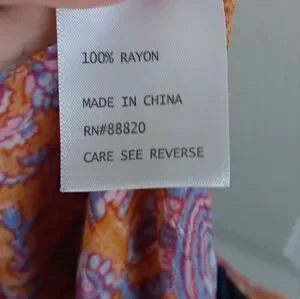 100% RAYON
MADE IN CHINA
RN#88820
CARE SEE REVERSE